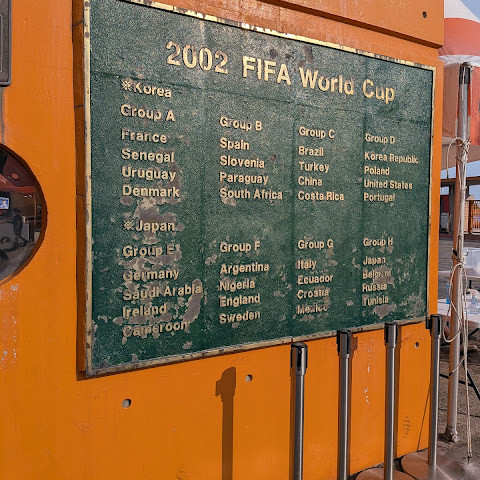 2002 FIFA World Cup
※Korea
Group A
France
Senegal
Uruguay
Denmark
Group B
Spain
Slovenia
Paraguay
South Africa
Group C
Brazil
Turkey
China
Costa Rica
Group D
Korea Republic
Poland
United States
Portugal
※Japan
Group E
Germany
Saudi Arabia
Ireland
Cameroon
Group F
Argentina
Nigeria
England
Sweden
Group G
Italy
Ecuador
Croatia
Mexico
Group H
Japan
Belgium
Russia
Tunisia